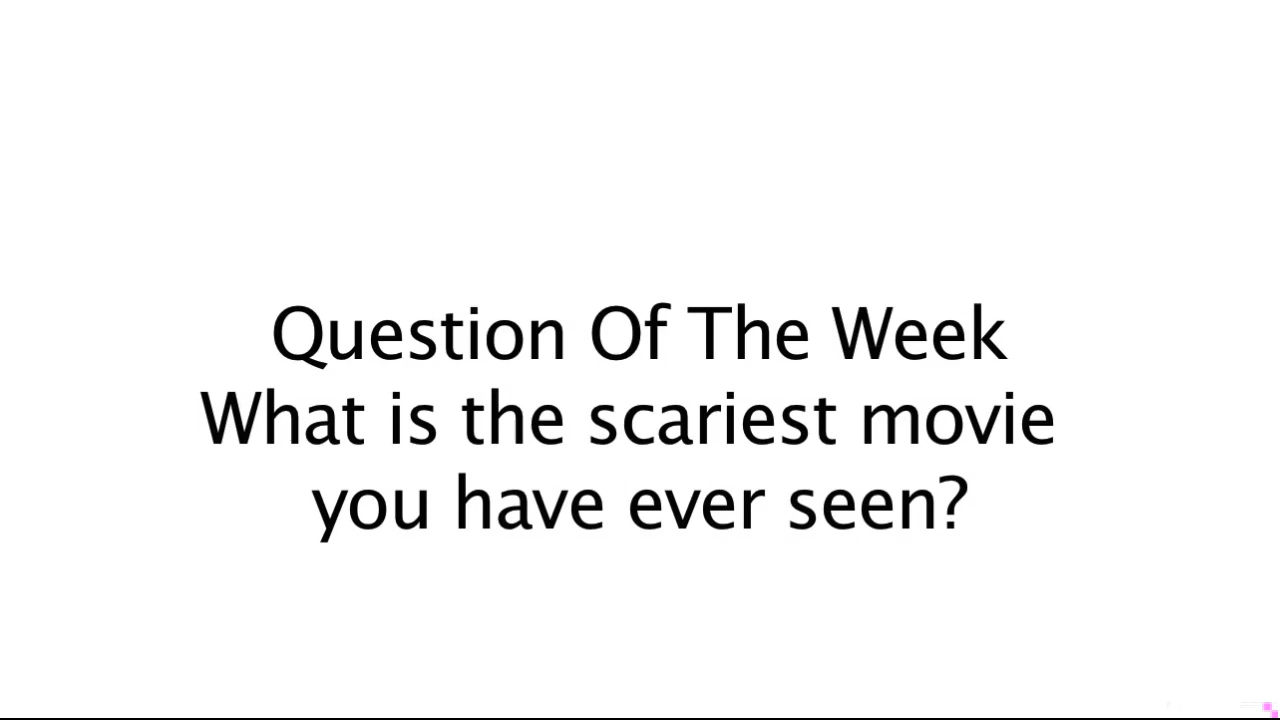 Question Of The Week
What is the scariest movie
you have ever seen?